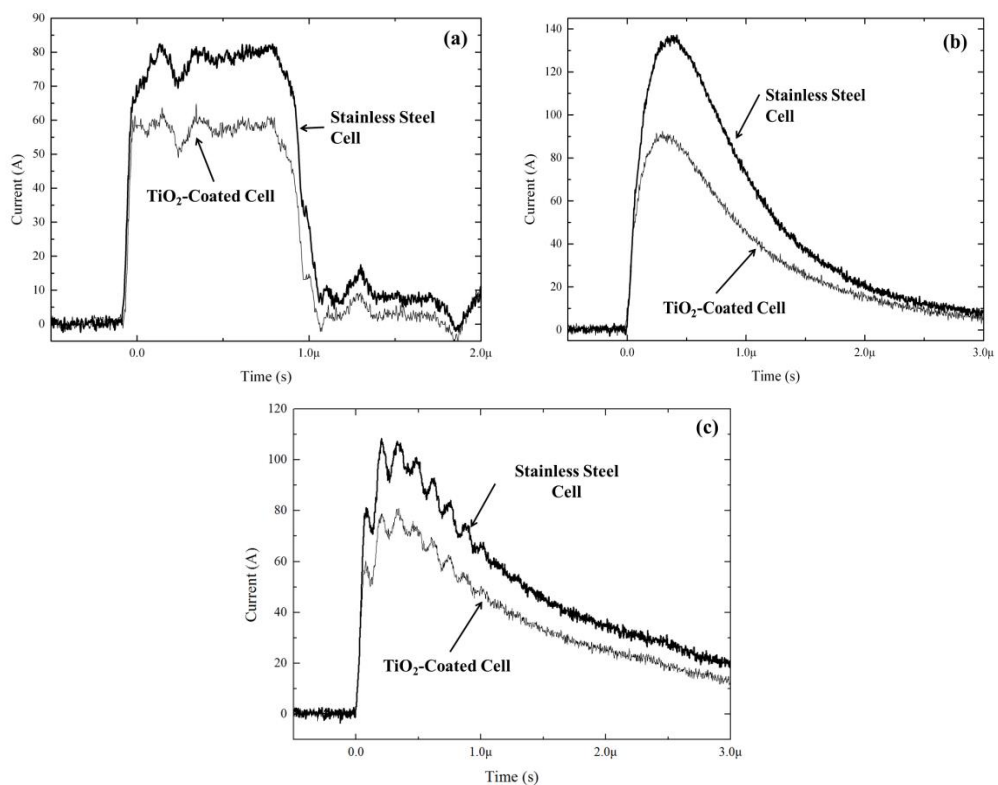 (a)
90
80
70
60
50
40
30
20
10
0
Current (A)
Stainless Steel
Cell
TiO₂-Coated Cell
0.0
1.0μ
2.0μ
Time (s)
(b)
140
120
100
80
60
40
20
0
Current (A)
Stainless Steel
Cell
TiO₂-Coated Cell
0.0
1.0μ
2.0μ
3.0μ
Time (s)
(c)
120
100
80
60
40
20
0
Current (A)
Stainless Steel
Cell
TiO₂-Coated Cell
0.0
1.0μ
2.0μ
3.0μ
Time (s)